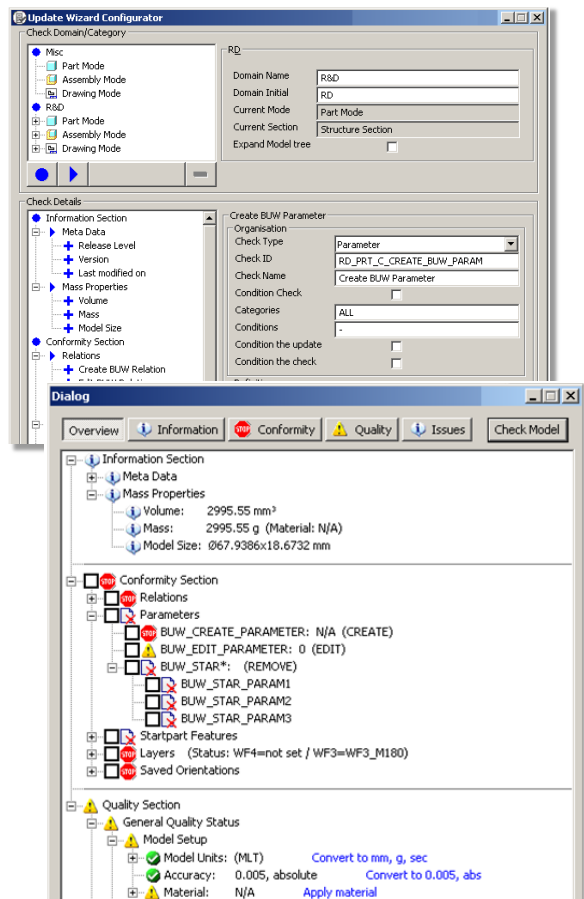 Update Wizard Configurator
Check Domain/Category
Misc
Part Mode
Assembly Mode
Drawing Mode
R&D
Part Mode
Assembly Mode
Drawing Mode
RD
Domain Name R&D
Domain Initial RD
Current Mode Part Mode
Current Section Structure Section
Expand Model tree
Check Details
Information Section
Meta Data
Release Level
Version
Last modified on
Mass Properties
Volume
Mass
Model Size
Conformity Section
Relations
Create BUW Relation
Create BUW Parameter
Organisation
Check Type Parameter
Check ID RD_PRT_C_CREATE_BUW_PARAM
Check Name Create BUW Parameter
Condition Check
Categories ALL
Conditions -
Condition the update
Condition the check
Dialog
Overview Information STOP Conformity Quality Issues Check Model
Information Section
Meta Data
Mass Properties
Volume: 2995.55 mm³
Mass: 2995.55 g (Material: N/A)
Model Size: Ø67.9386x18.6732 mm
STOP Conformity Section
STOP Relations
Parameters
STOP BUW_CREATE_PARAMETER: N/A (CREATE)
BUW_EDIT_PARAMETER: 0 (EDIT)
BUW_STAR*: (REMOVE)
BUW_STAR_PARAM1
BUW_STAR_PARAM2
BUW_STAR_PARAM3
Startpart Features
STOP Layers (Status: WF4=not set / WF3=WF3_M180)
STOP Saved Orientations
Quality Section
General Quality Status
Model Setup
Model Units: (MLT) Convert to mm, g, sec
Accuracy: 0.005, absolute Convert to 0.005, abs
Material: N/A Apply material